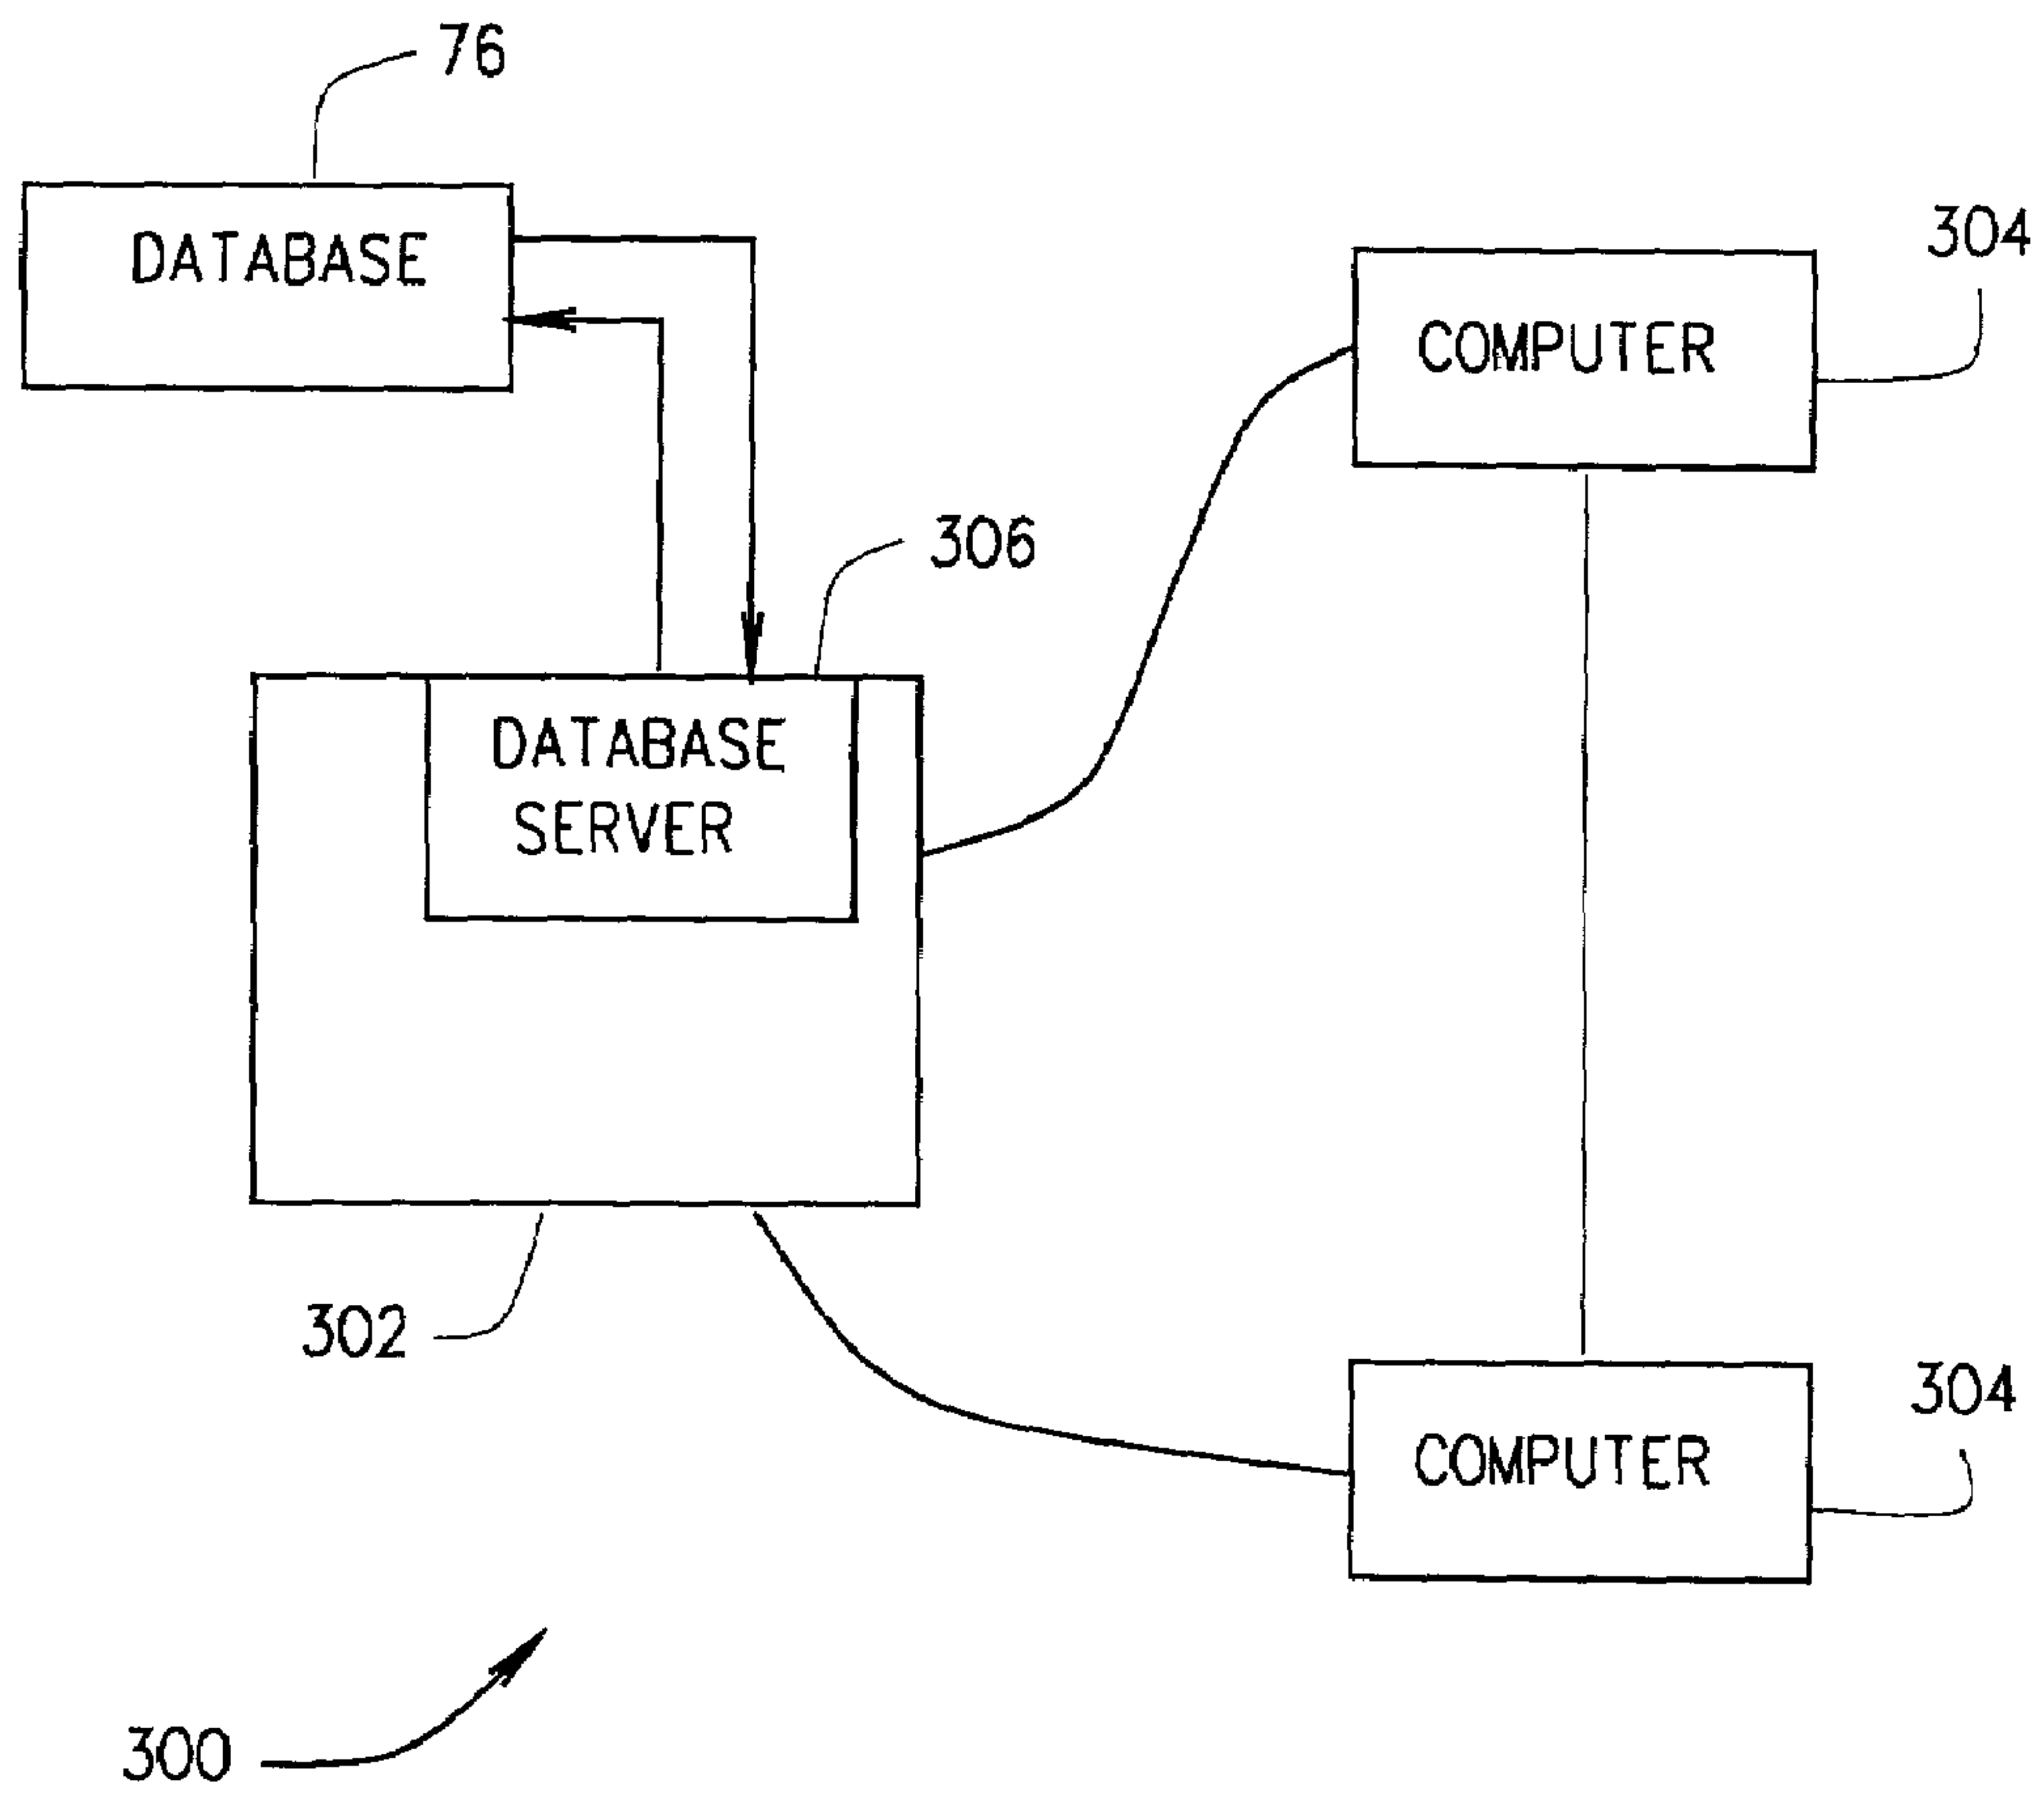 76
DATABASE
304
COMPUTER
306
DATABASE
SERVER
302
304
COMPUTER
300